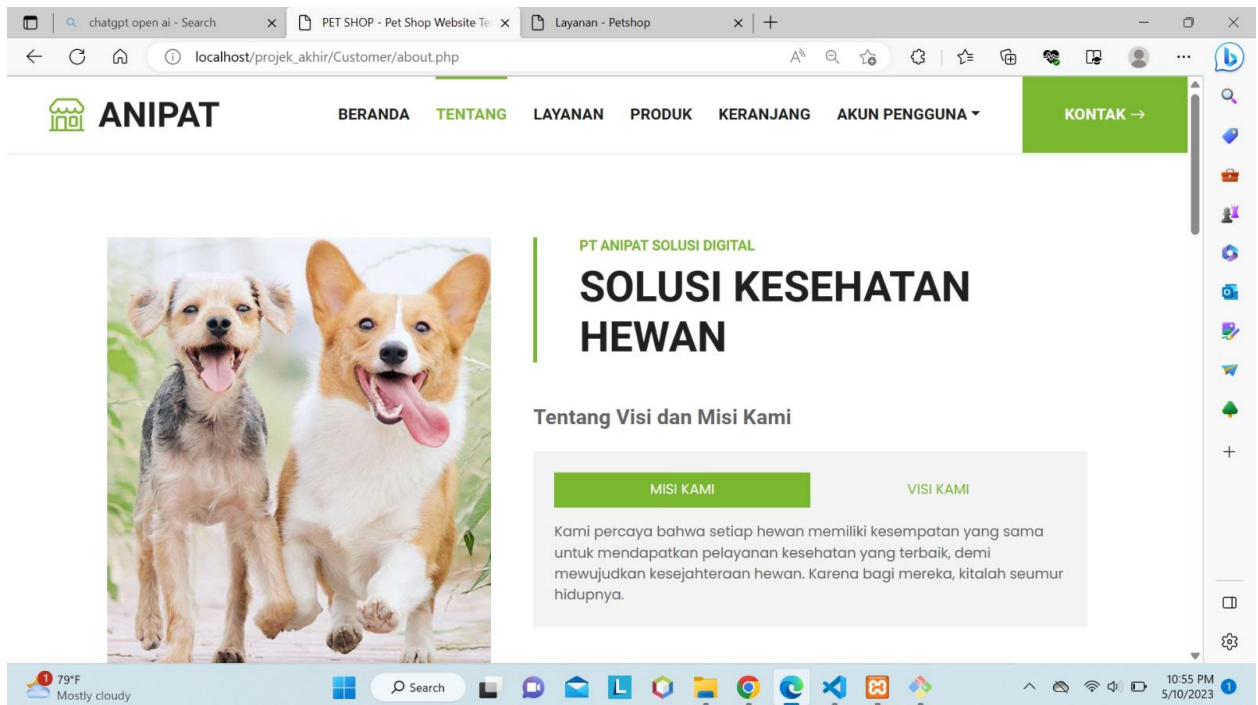 chatgpt open ai - Search
PET SHOP - Pet Shop Website Te
Layanan - Petshop
localhost/projek_akhir/Customer/about.php
ANIPAT
BERANDA TENTANG LAYANAN PRODUK KERANJANG AKUN PENGGUNA KONTAK →
PT ANIPAT SOLUSI DIGITAL
SOLUSI KESEHATAN
HEWAN
Tentang Visi dan Misi Kami
MISI KAMI VISI KAMI
Kami percaya bahwa setiap hewan memiliki kesempatan yang sama
untuk mendapatkan pelayanan kesehatan yang terbaik, demi
mewujudkan kesejahteraan hewan. Karena bagi mereka, kitalah seumur
hidupnya.
1
79°F
Mostly cloudy
Search
10:55 PM
5/10/2023
1